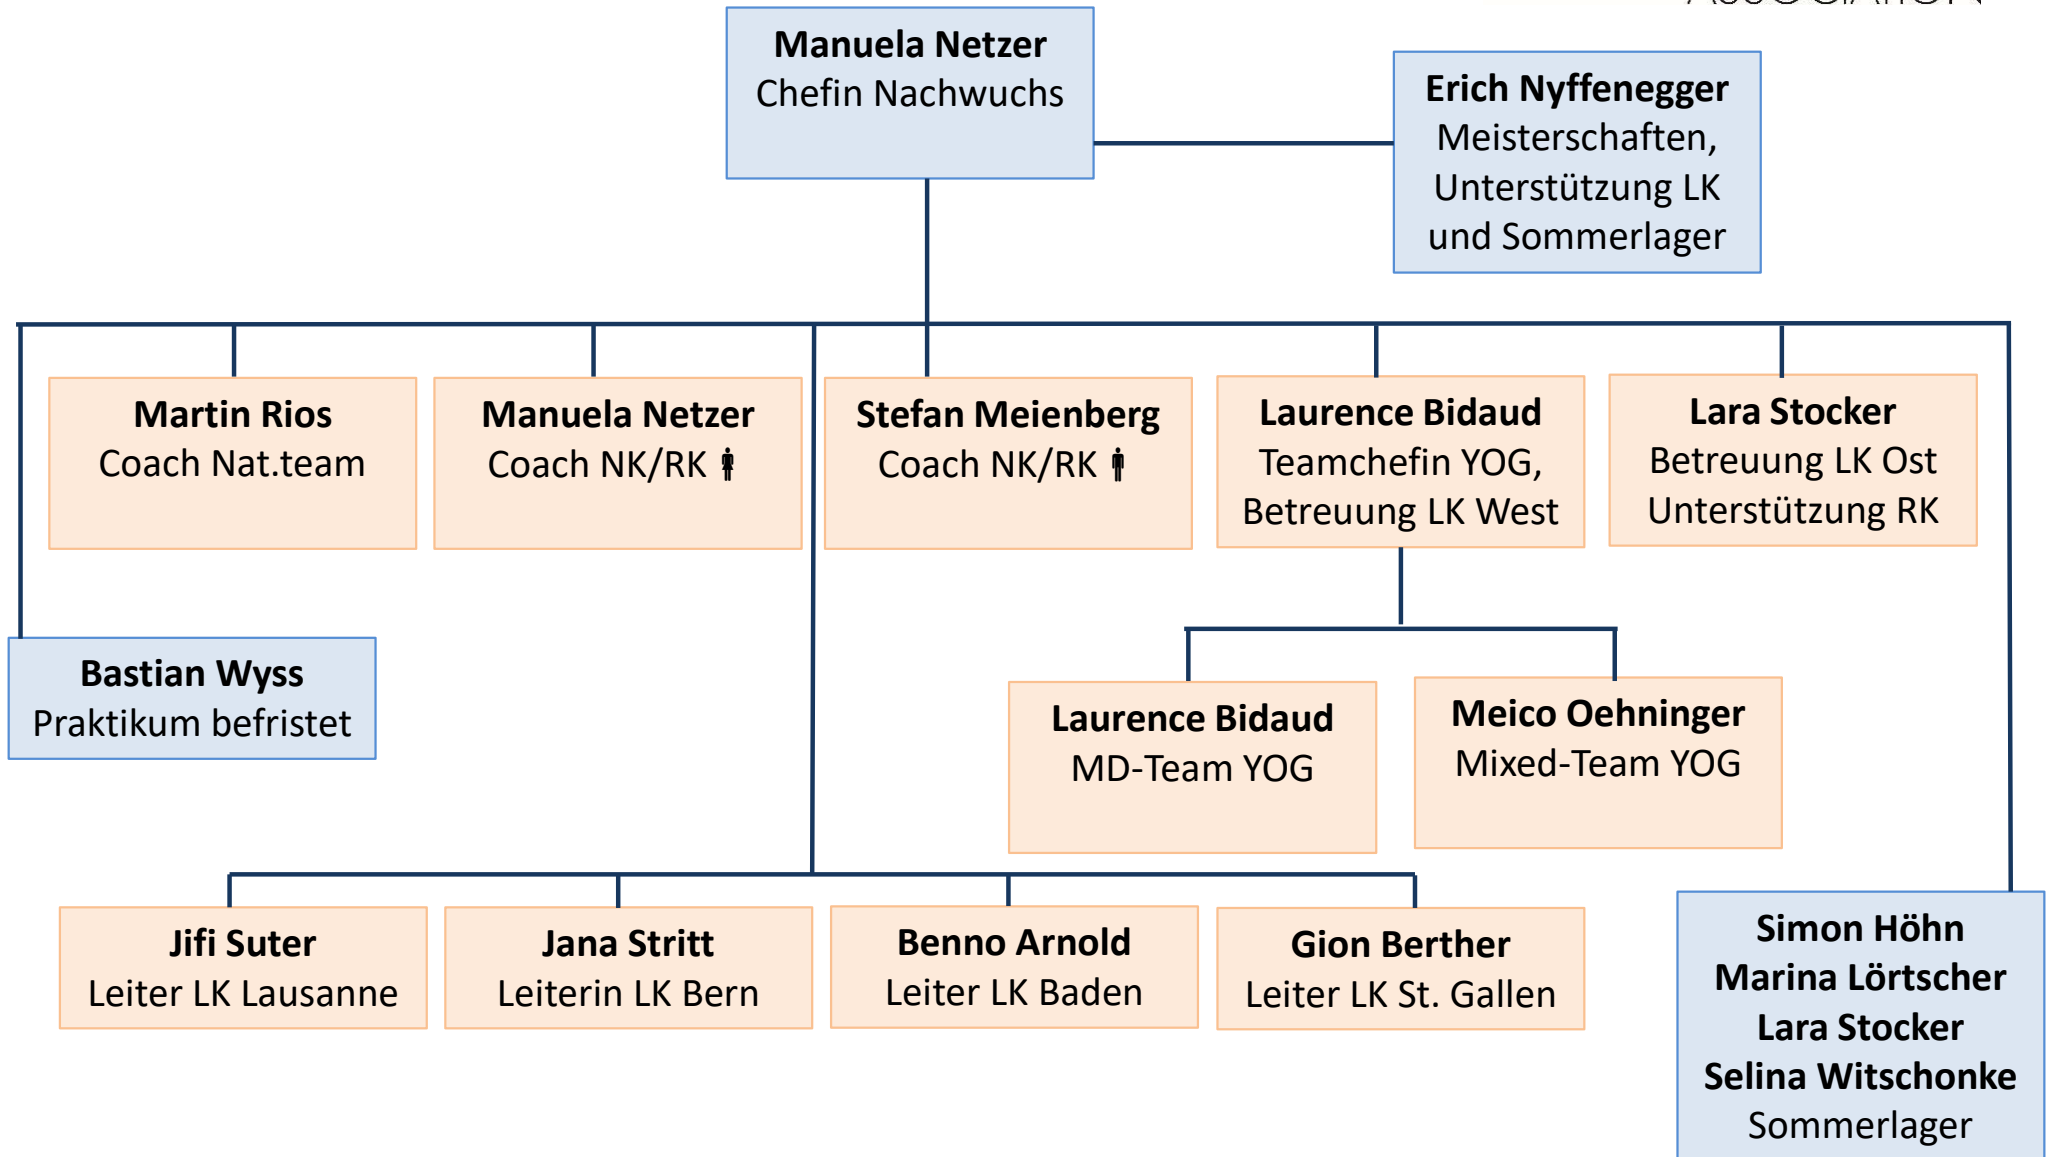 ASSOCIATION
Manuela Netzer
Chefin Nachwuchs
Erich Nyffenegger
Meisterschaften,
Unterstützung LK
und Sommerlager
Martin Rios
Coach Nat.team
Manuela Netzer
Coach NK/RK
Stefan Meienberg
Coach NK/RK
Laurence Bidaud
Teamchefin YOG,
Betreuung LK West
Lara Stocker
Betreuung LK Ost
Unterstützung RK
Bastian Wyss
Praktikum befristet
Laurence Bidaud
MD-Team YOG
Meico Oehninger
Mixed-Team YOG
Jifi Suter
Leiter LK Lausanne
Jana Stritt
Leiterin LK Bern
Benno Arnold
Leiter LK Baden
Gion Berther
Leiter LK St. Gallen
Simon Höhn
Marina Lörtscher
Lara Stocker
Selina Witschonke
Sommerlager